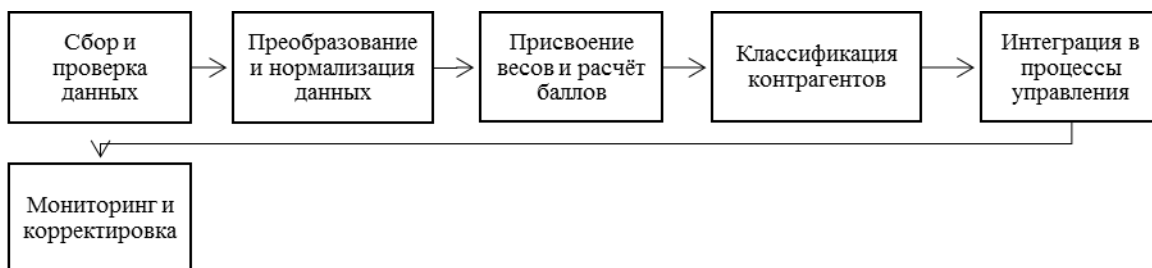 Сбор и
проверка
данных
Преобразование
и нормализация
данных
Присвоение
весов и расчёт
баллов
Классификация
контрагентов
Интеграция в
процессы
управления
Мониторинг и
корректировка